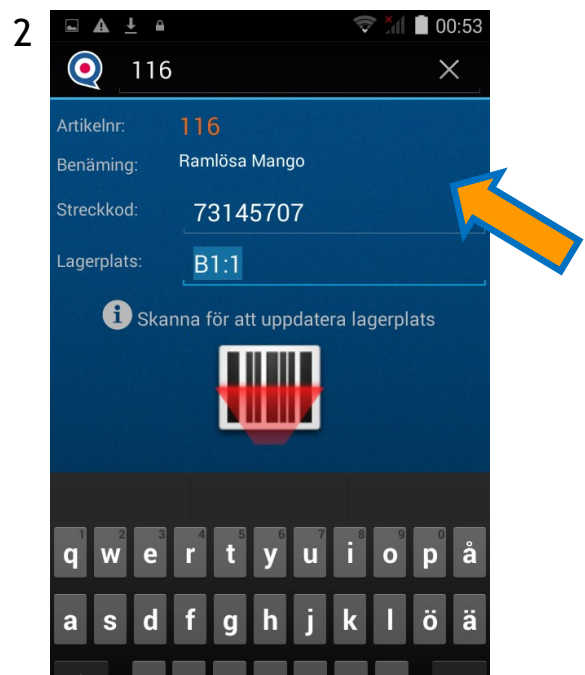 2
00:53
116
Artikelnr: 116
Benäming: Ramlösa Mango
Streckkod: 73145707
Lagerplats: B1:1
i Skanna för att uppdatera lagerplats
1 2 3 4 5 6 7 8 9 0
q w e r t y u i o p å
a s d f g h j k l ö ä